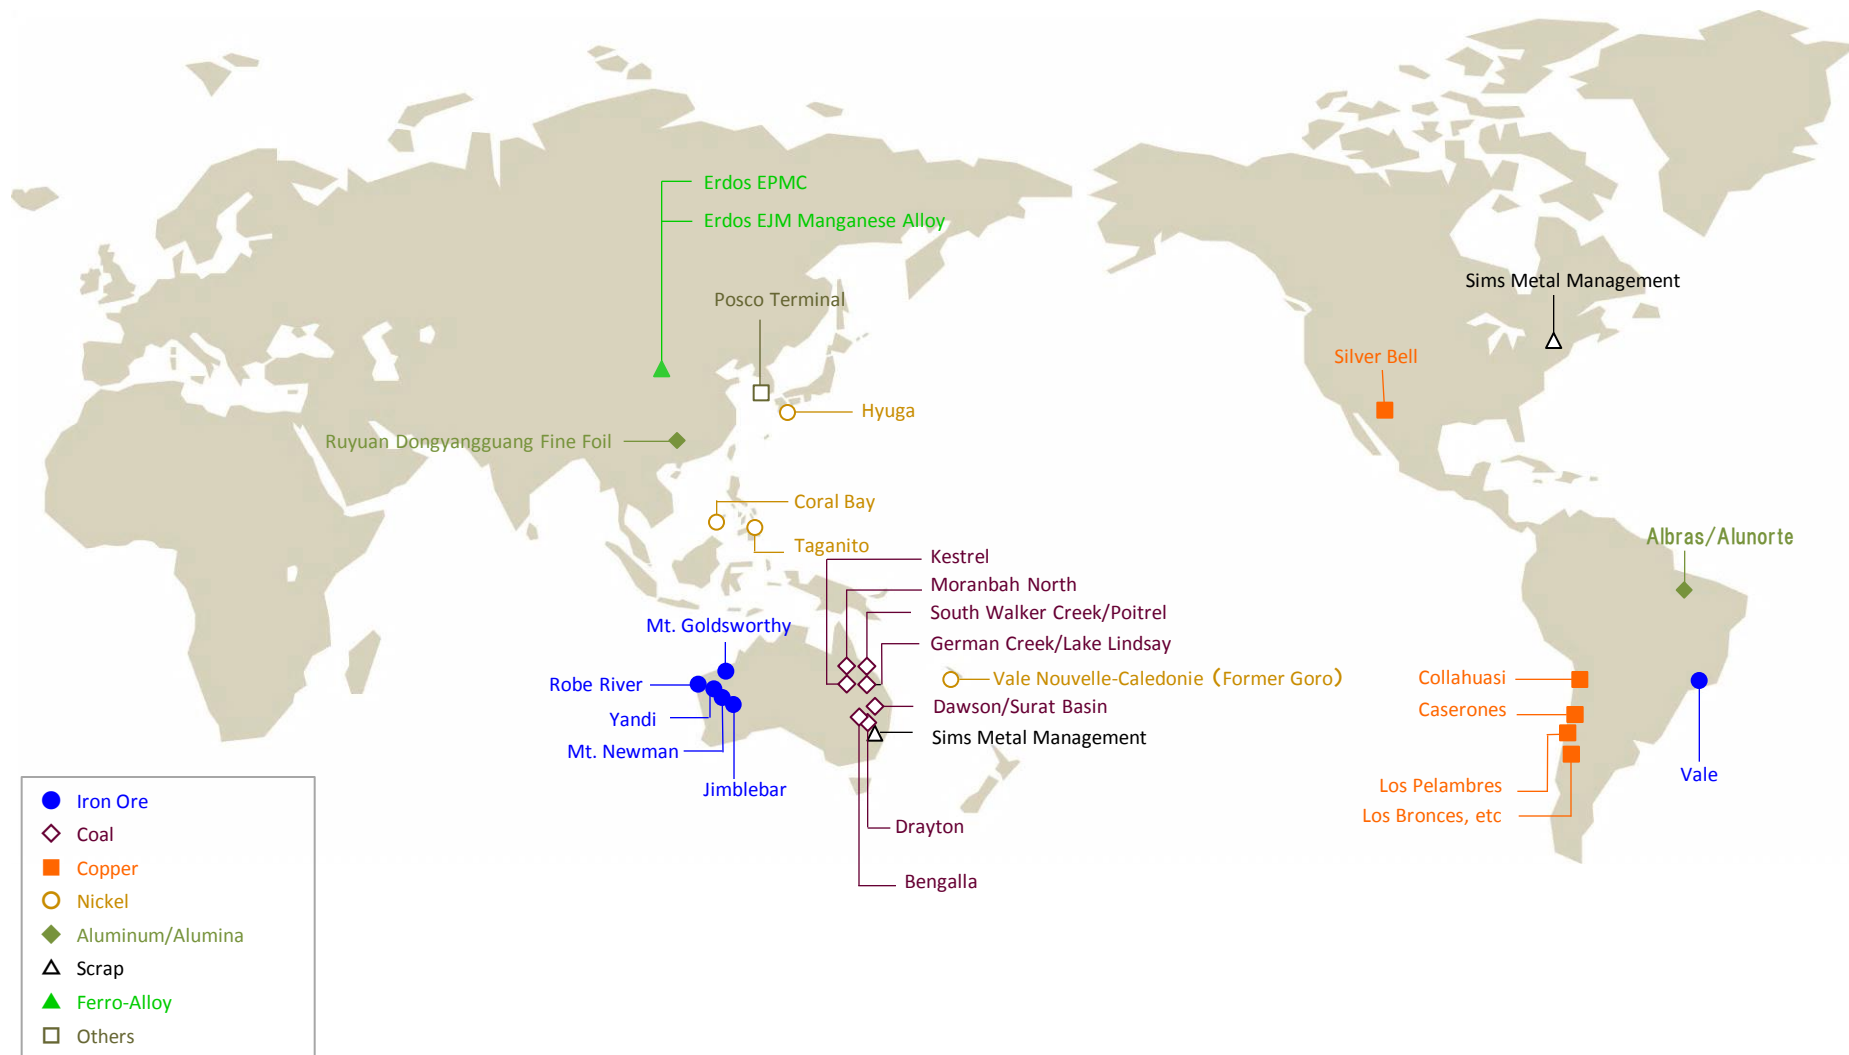 Erdos EPMC
Erdos EJM Manganese Alloy
Sims Metal Management
Posco Terminal
Silver Bell
Hyuga
Ruyuan Dongyangguang Fine Foil
Coral Bay
Taganito
Albras/Alunorte
Kestrel
Moranbah North
South Walker Creek/Poitrel
Mt. Goldsworthy
German Creek/Lake Lindsay
Robe River
Vale Nouvelle-Caledonie (Former Goro)
Collahuasi
Yandi
Dawson/Surat Basin
Caserones
Mt. Newman
Sims Metal Management
Jimblebar
Los Pelambres
Vale
Los Bronces, etc
Drayton
Bengalla
Iron Ore
Coal
Copper
Nickel
Aluminum/Alumina
Scrap
Ferro-Alloy
Others